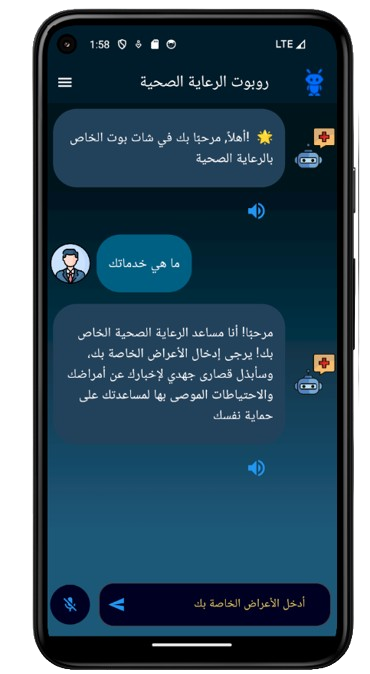 1:58
LTE
روبوت الرعاية الصحية
أهلاً، مرحبًا بك في شات بوت الخاص!
بالرعاية الصحية
ما هي خدماتك
مرحبًا! أنا مساعد الرعاية الصحية الخاص
بك! يرجى إدخال الأعراض الخاصة بك،
وسأبذل قصارى جهدي لإخبارك عن أمراضك
والاحتياطات الموصى بها لمساعدتك على
حماية نفسك
أدخل الأعراض الخاصة بك